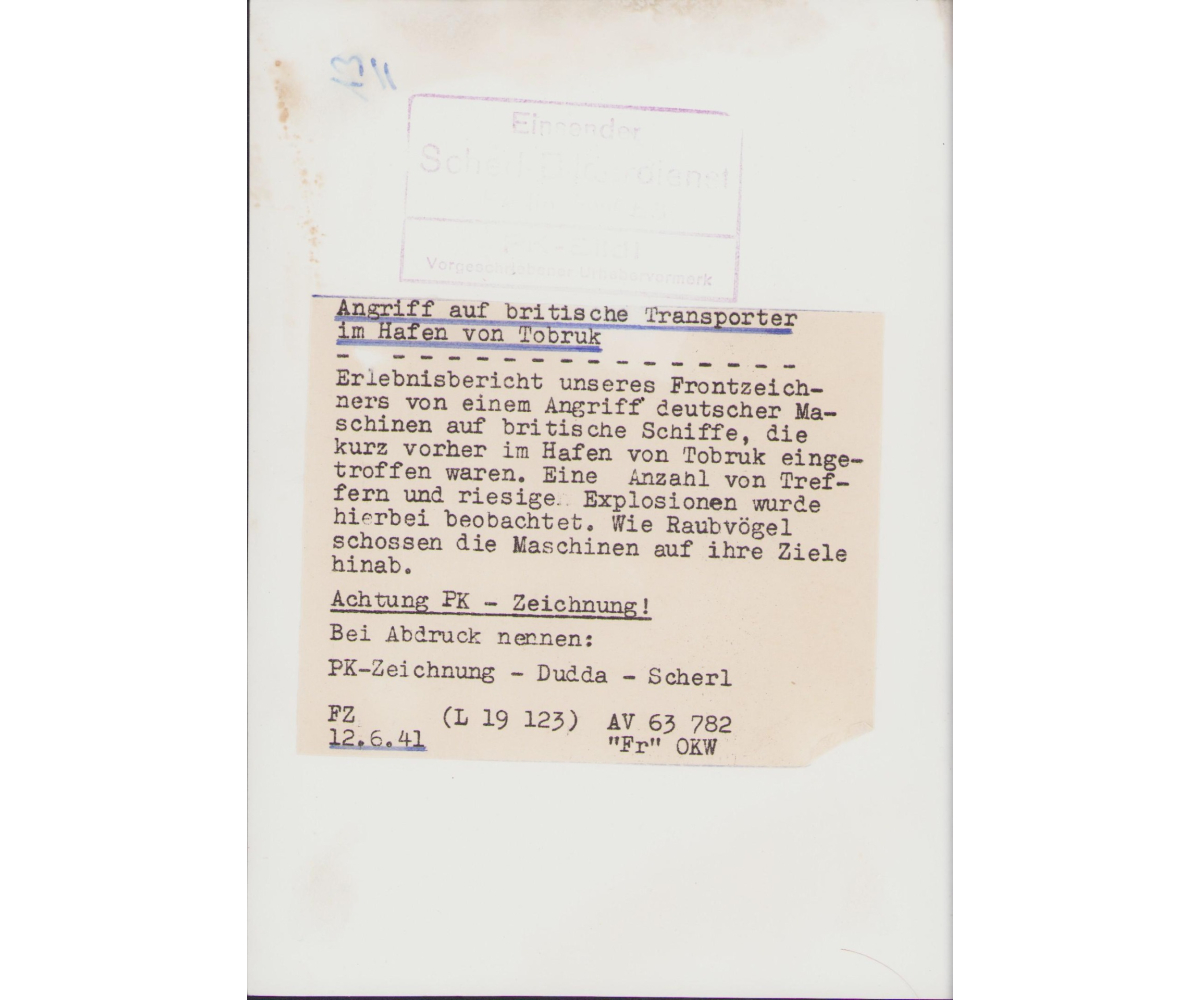 Einsender
Scherl Bilderdienst
Vorgeschriebener Urhebervermerk
Angriff auf britische Transporter
im Hafen von Tobruk
- - - - - - - - - - - - - - - -
Erlebnisbericht unseres Frontzeich-
ners von einem Angriff deutscher Ma-
schinen auf britische Schiffe, die
kurz vorher im Hafen von Tobruk einge-
troffen waren. Eine Anzahl von Tref-
fern und riesige Explosionen wurde
hierbei beobachtet. Wie Raubvögel
schossen die Maschinen auf ihre Ziele
hinab.
Achtung PK - Zeichnung!
Bei Abdruck nennen:
PK-Zeichnung - Dudda - Scherl
FZ (L 19 123) AV 63 782
12.6.41 "Fr" OKW